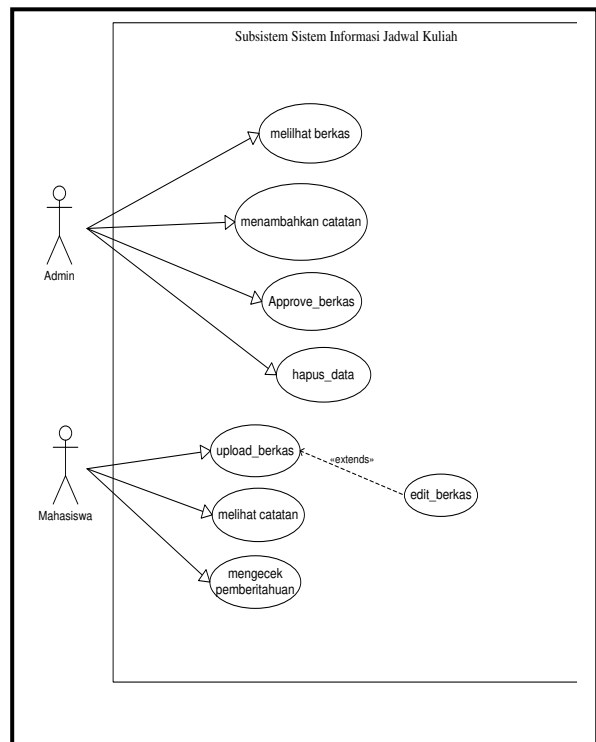 Subsistem Sistem Informasi Jadwal Kuliah
melilhat berkas
menambahkan catatan
Admin
Approve_berkas
hapus_data
upload_berkas
«extends»
edit_berkas
Mahasiswa
melihat catatan
mengecek
pemberitahuan